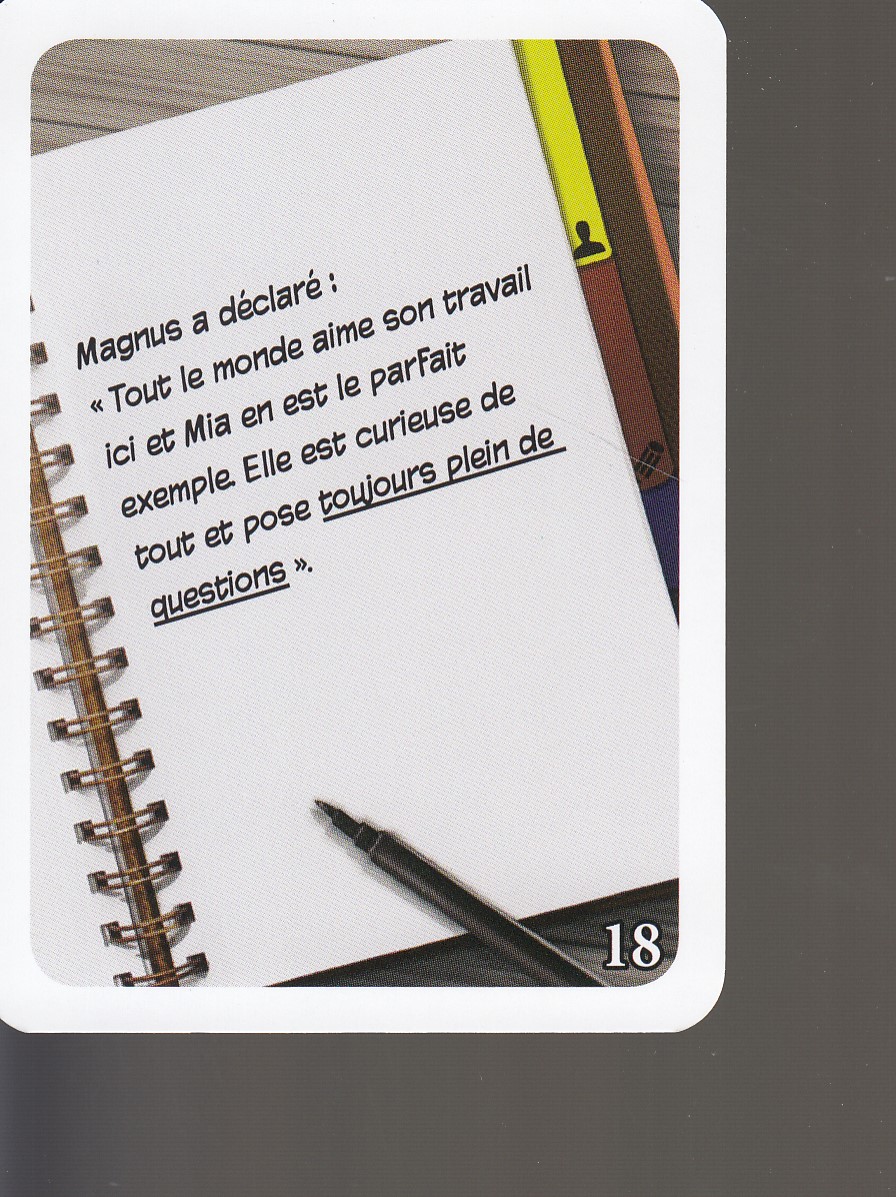 Magnus a déclaré :
« Tout le monde aime son travail
ici et Mia en est le parfait
exemple. Elle est curieuse de
tout et pose toujours plein de
questions ».
18